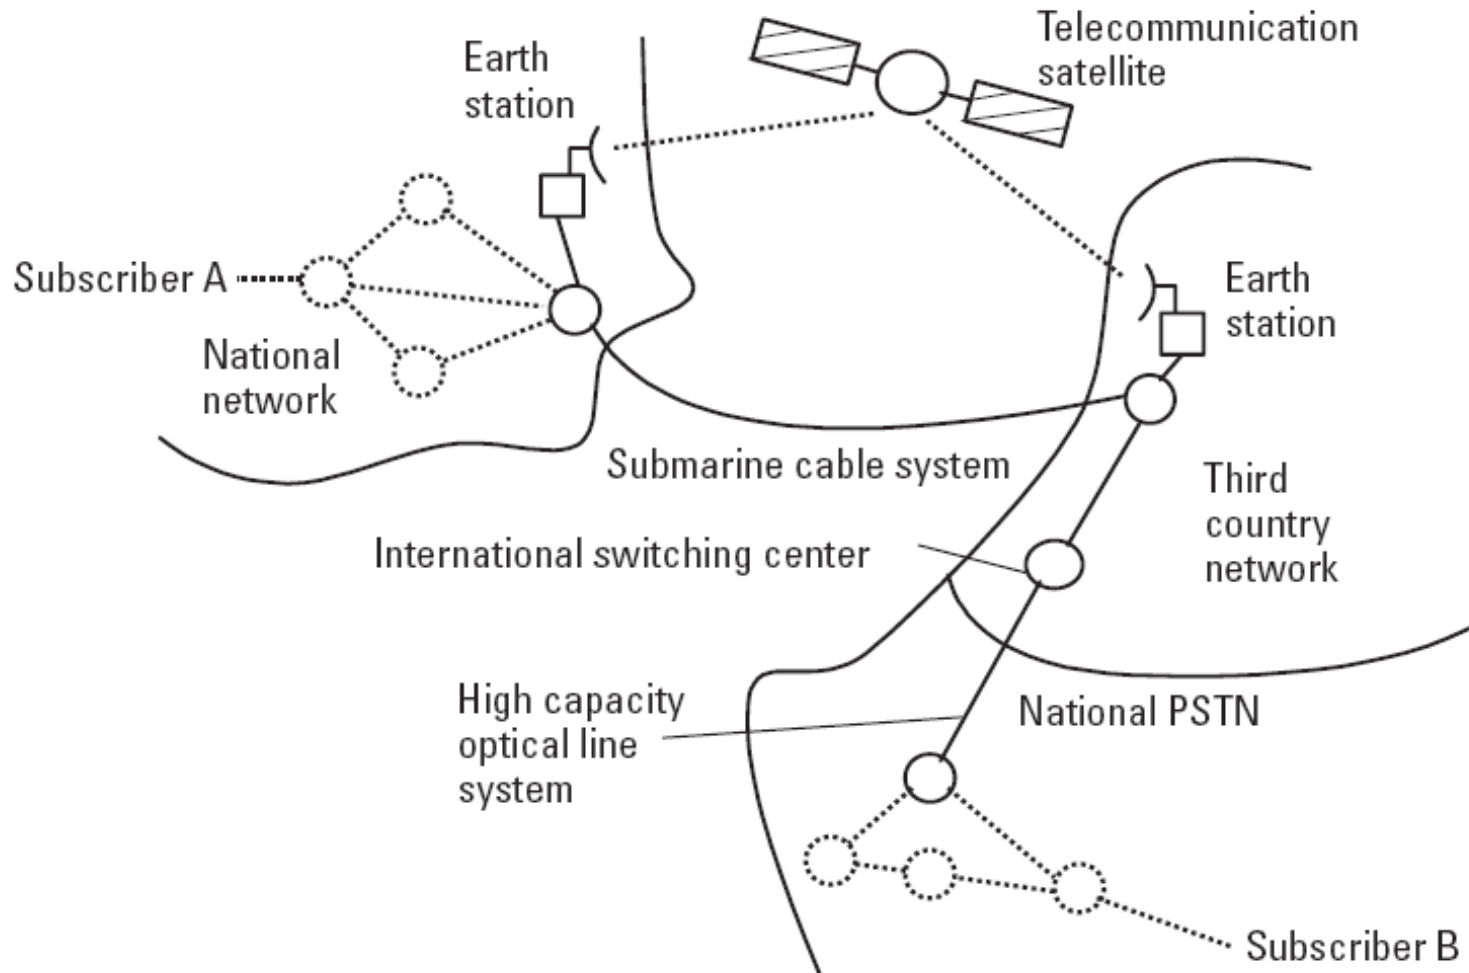 Telecommunication
satellite
Earth
station
Subscriber A
National
network
Earth
station
Submarine cable system
Third
country
network
International switching center
High capacity
optical line
system
National PSTN
Subscriber B